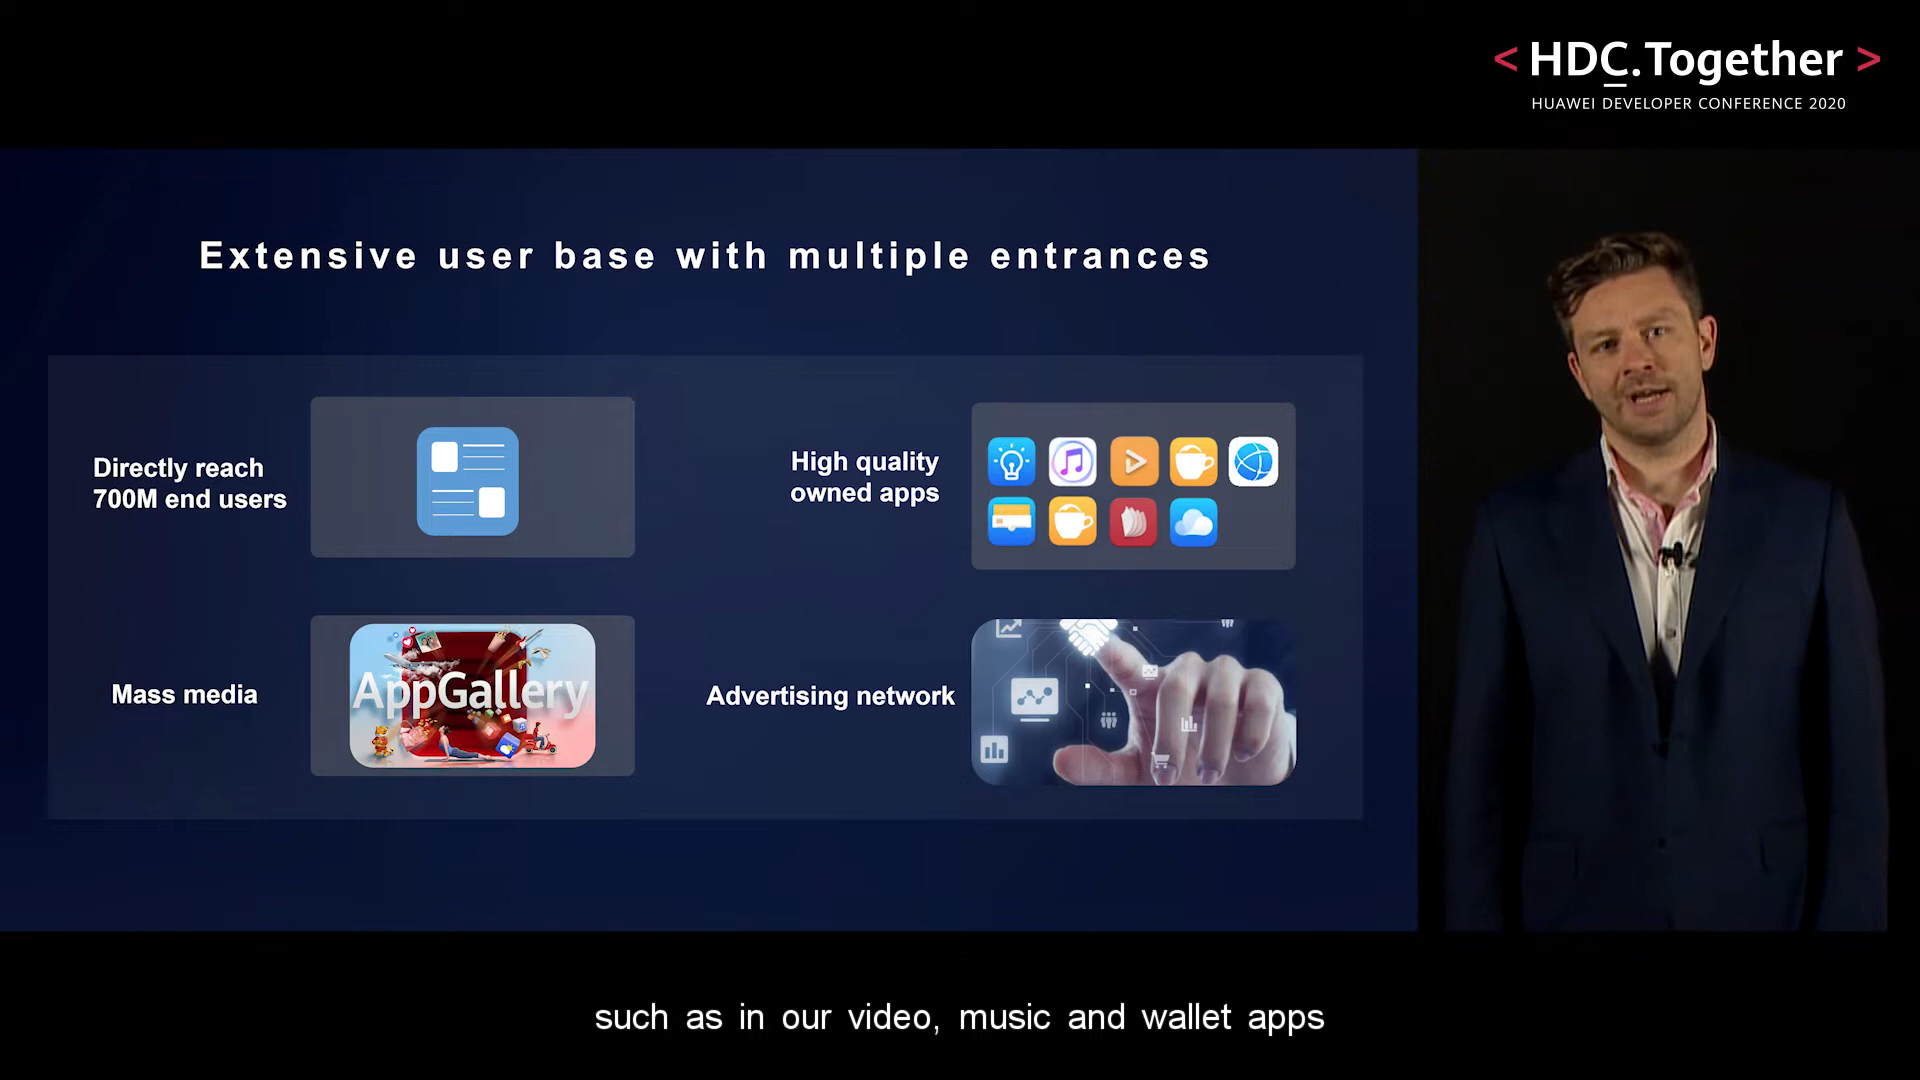 < HDC.Together >
HUAWEI DEVELOPER CONFERENCE 2020
Extensive user base with multiple entrances
Directly reach
700M end users
High quality
owned apps
Mass media
AppGallery
Advertising network
such as in our video, music and wallet apps